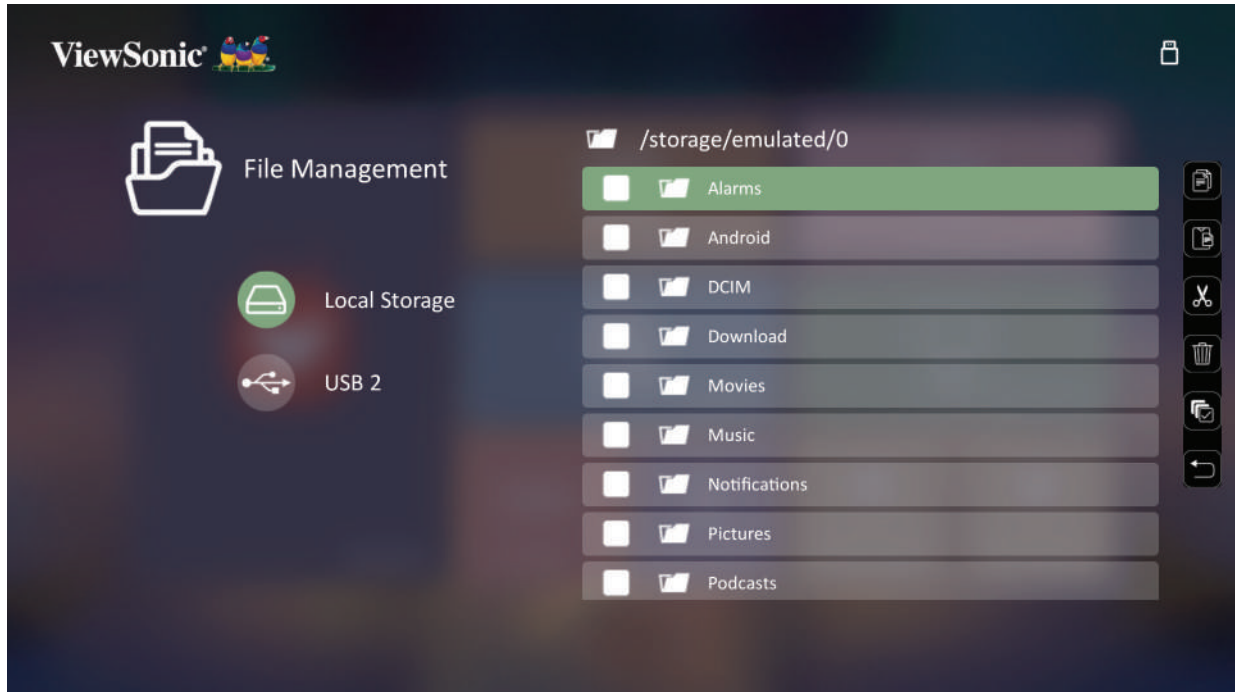 ViewSonic
File Management
Local Storage
USB 2
/storage/emulated/0
Alarms
Android
DCIM
Download
Movies
Music
Notifications
Pictures
Podcasts